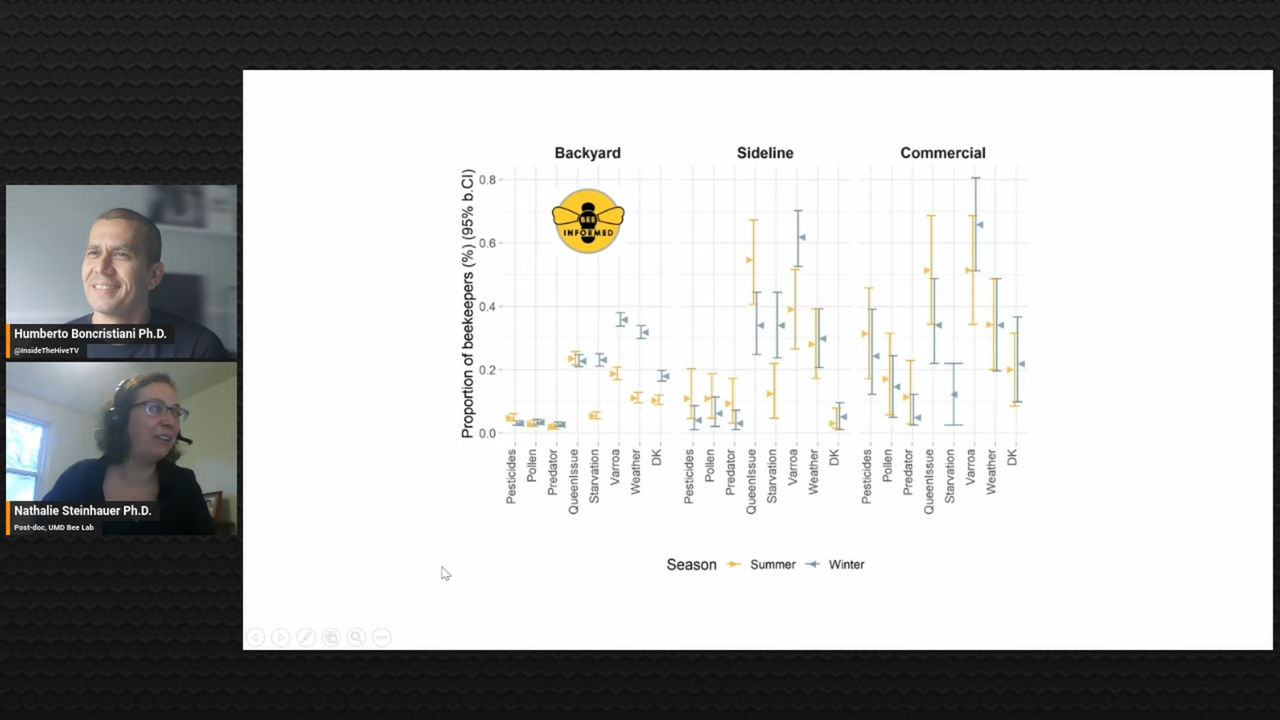 Humberto Boncristiani Ph.D.
@InsideTheHiveTV
Nathalie Steinhauer Ph.D.
Post-doc, UMD Bee Lab
Backyard
Sideline
Commercial
BEE
INFORMED
Proportion of beekeepers (%) (95% b.CI)
0.8
0.6
0.4
0.2
0.0
Pesticides
Pollen
Predator
QueenIssue
Starvation
Varroa
Weather
DK
Pesticides
Pollen
Predator
QueenIssue
Starvation
Varroa
Weather
DK
Pesticides
Pollen
Predator
QueenIssue
Starvation
Varroa
Weather
DK
Season Summer Winter